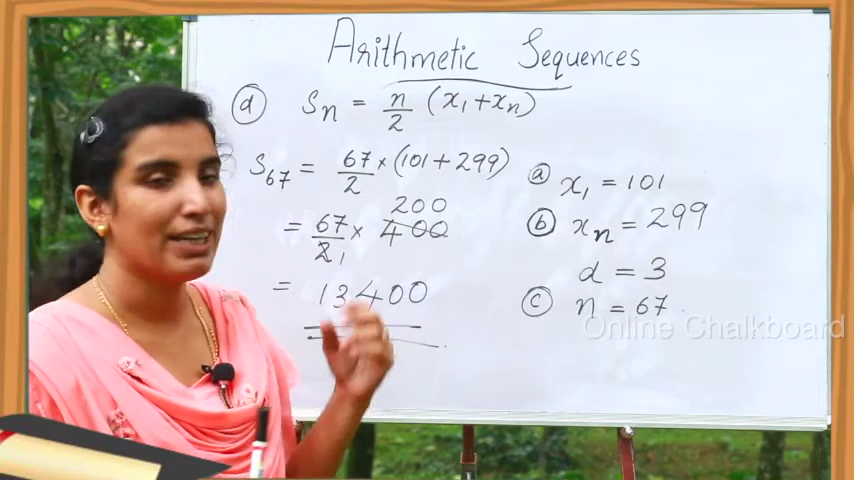 Arithmetic Sequences
(d) Sn = n/2 (x1 + xn)
S67 = 67/2 × (101 + 299)
200
= 67/2 1 × 400
= 13400
(a) x1 = 101
(b) xn = 299
d = 3
(c) n = 67
Online Chalkboard